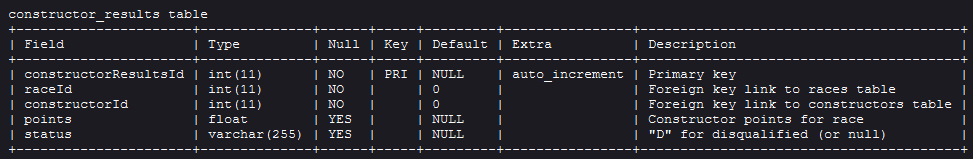 constructor_results table
+----------------------+--------------+------+-----+---------+----------------+-------------------------------------+
| Field                | Type         | Null | Key | Default | Extra          | Description                         |
+----------------------+--------------+------+-----+---------+----------------+-------------------------------------+
| constructorResultsId | int(11)      | NO   | PRI | NULL    | auto_increment | Primary key                         |
| raceId               | int(11)      | NO   |     | 0       |                | Foreign key link to races table     |
| constructorId        | int(11)      | NO   |     | 0       |                | Foreign key link to constructors table |
| points               | float        | YES  |     | NULL    |                | Constructor points for race         |
| status               | varchar(255) | YES  |     | NULL    |                | "D" for disqualified (or null)      |
+----------------------+--------------+------+-----+---------+----------------+-------------------------------------+